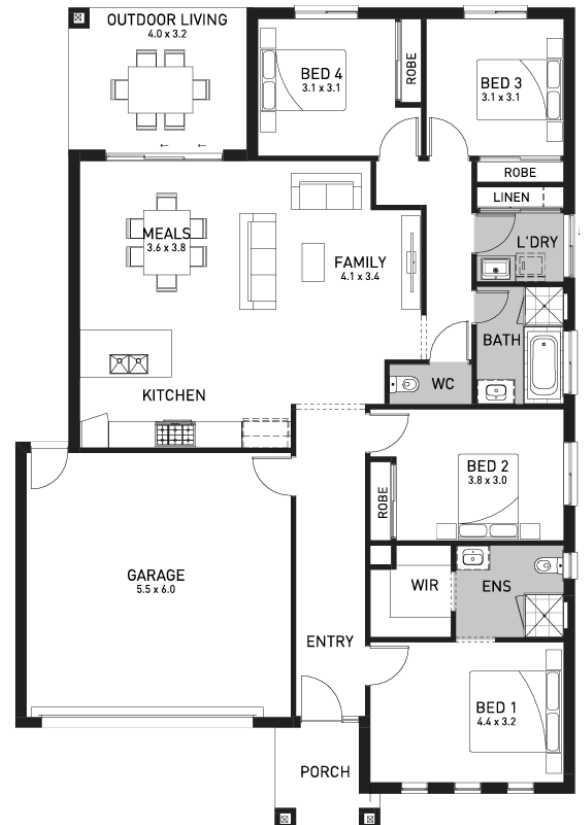 OUTDOOR LIVING
4.0 x 3.2
BED 4
3.1 x 3.1
ROBE
BED 3
3.1 x 3.1
ROBE
LINEN
L'DRY
MEALS
3.6 x 3.8
FAMILY
4.1 x 3.4
BATH
WC
KITCHEN
BED 2
3.8 x 3.0
ROBE
GARAGE
5.5 x 6.0
WIR
ENS
ENTRY
BED 1
4.4 x 3.2
PORCH